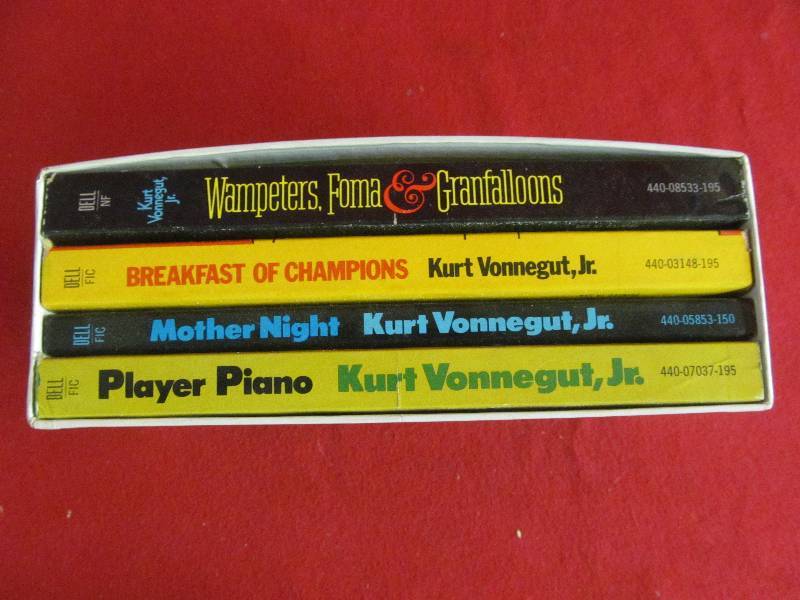 DELL NF Kurt Vonnegut, Jr. Wampeters, Foma & Granfalloons 440-08533-195
DELL FIC BREAKFAST OF CHAMPIONS Kurt Vonnegut, Jr. 440-03148-195
DELL FIC Mother Night Kurt Vonnegut, Jr. 440-05853-150
DELL FIC Player Piano Kurt Vonnegut, Jr. 440-07037-195